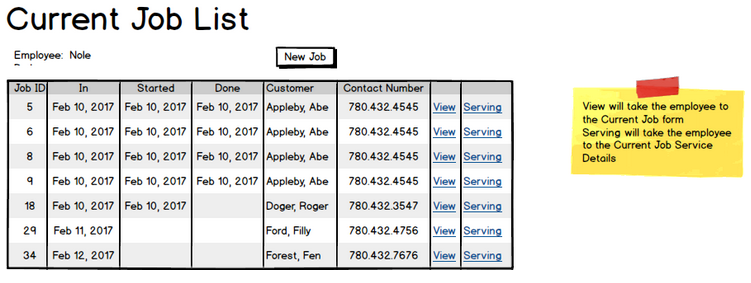 Current Job List
Employee: Nole
New Job
Job ID In Started Done Customer Contact Number
5 Feb 10, 2017 Feb 10, 2017 Feb 10, 2017 Appleby, Abe 780.432.4545 View Serving
6 Feb 10, 2017 Feb 10, 2017 Feb 10, 2017 Appleby, Abe 780.432.4545 View Serving
8 Feb 10, 2017 Feb 10, 2017 Feb 10, 2017 Appleby, Abe 780.432.4545 View Serving
9 Feb 10, 2017 Feb 10, 2017 Feb 10, 2017 Appleby, Abe 780.432.4545 View Serving
18 Feb 10, 2017 Feb 10, 2017 Doger, Roger 780.432.3547 View Serving
29 Feb 11, 2017 Ford, Filly 780.432.4756 View Serving
34 Feb 12, 2017 Forest, Fen 780.432.7676 View Serving
View will take the employee to
the Current Job form
Serving will take the employee
to the Current Job Service
Details